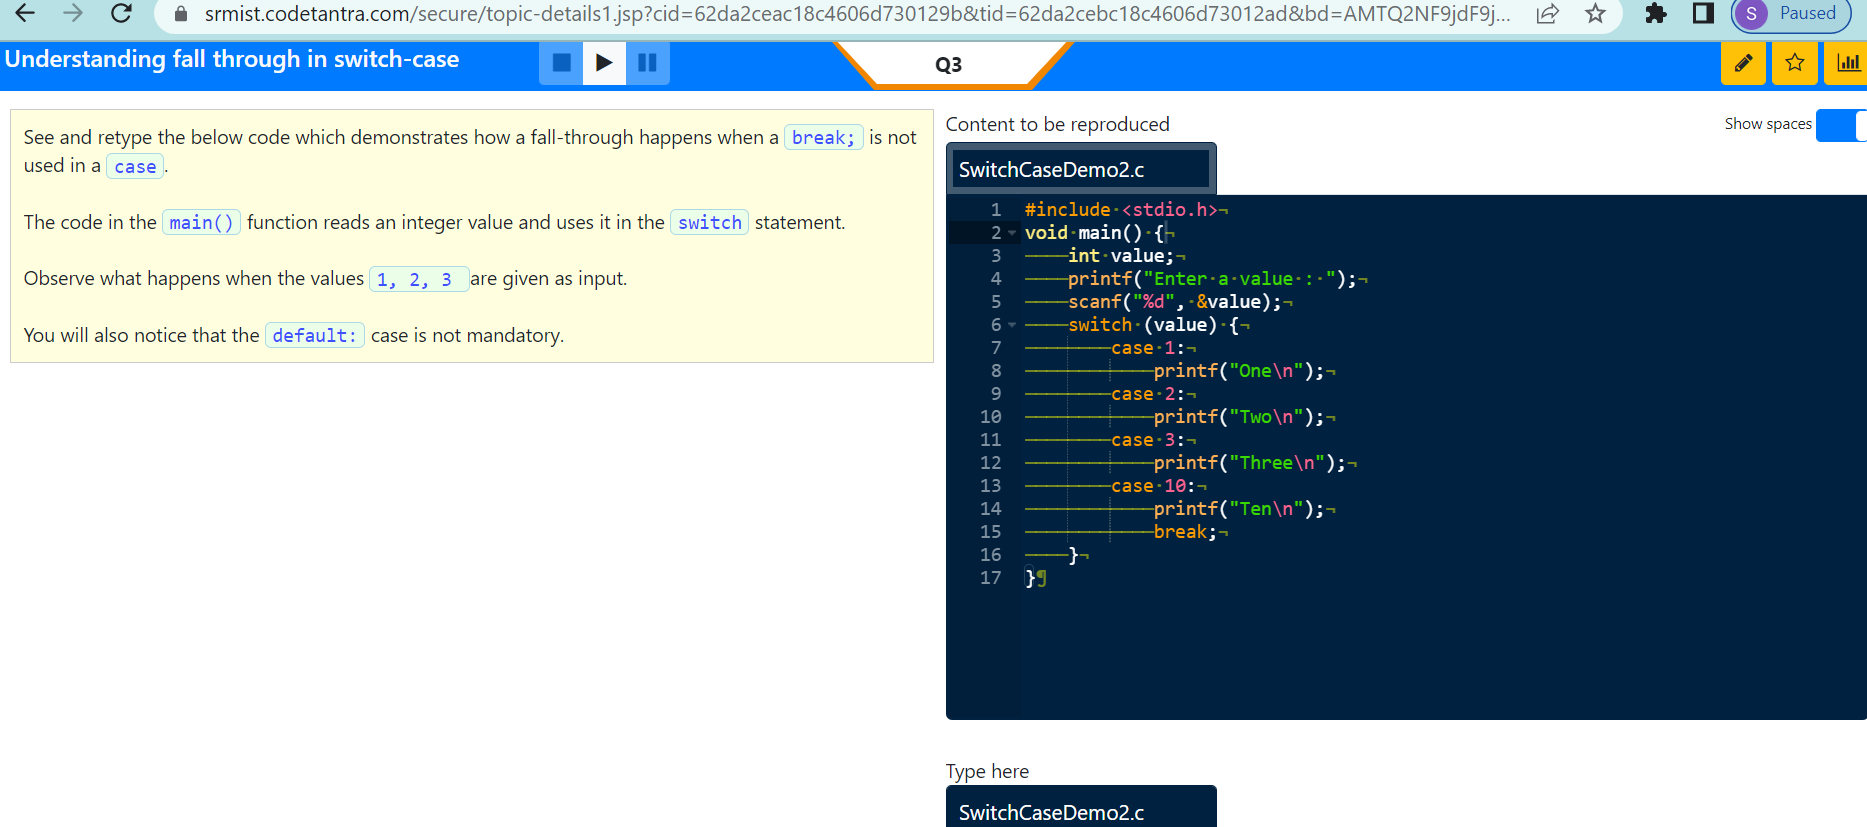 srmist.codetantra.com/secure/topic-details1.jsp?cid=62da2ceac18c4606d730129b&tid=62da2cebc18c4606d73012ad&bd=AMTQ2NF9jdF9j...
S Paused
Understanding fall through in switch-case
Q3
See and retype the below code which demonstrates how a fall-through happens when a break; is not
used in a case.
The code in the main() function reads an integer value and uses it in the switch statement.
Observe what happens when the values 1, 2, 3 are given as input.
You will also notice that the default: case is not mandatory.
Content to be reproduced
Show spaces
SwitchCaseDemo2.c
1 #include·<stdio.h>¬
2 void·main()·{¬
3 ————int·value;¬
4 ————printf("Enter·a·value·:·");¬
5 ————scanf("%d",·&value);¬
6 ————switch·(value)·{¬
7 ————————case·1:¬
8 ————————————printf("One\n");¬
9 ————————case·2:¬
10 ————————————printf("Two\n");¬
11 ————————case·3:¬
12 ————————————printf("Three\n");¬
13 ————————case·10:¬
14 ————————————printf("Ten\n");¬
15 ————————————break;¬
16 ————}¬
17 }¶
Type here
SwitchCaseDemo2.c